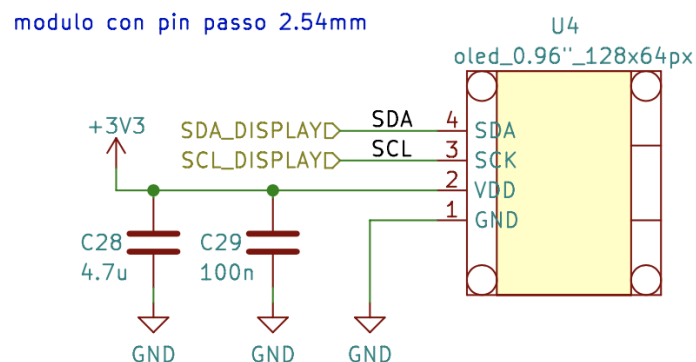 modulo con pin passo 2.54mm
U4
oled_0.96"_128x64px
+3V3
SDA_DISPLAY
SDA
4
SDA
SCL_DISPLAY
SCL
3
SCK
2
VDD
1
GND
C28
4.7u
C29
100n
GND
GND
GND